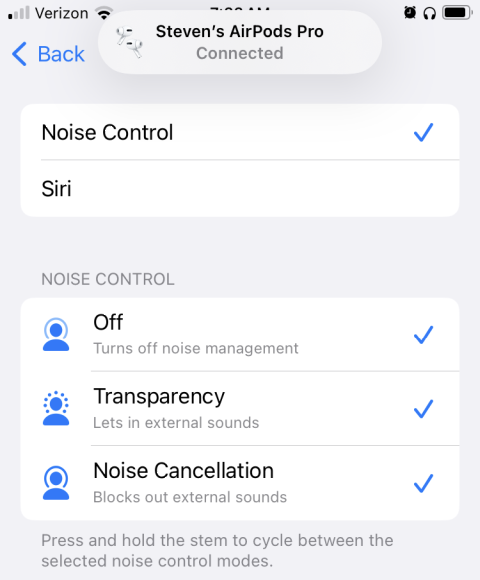 Verizon
Steven's AirPods Pro
Connected
Back
Noise Control
Siri
NOISE CONTROL
Off
Turns off noise management
Transparency
Lets in external sounds
Noise Cancellation
Blocks out external sounds
Press and hold the stem to cycle between the
selected noise control modes.